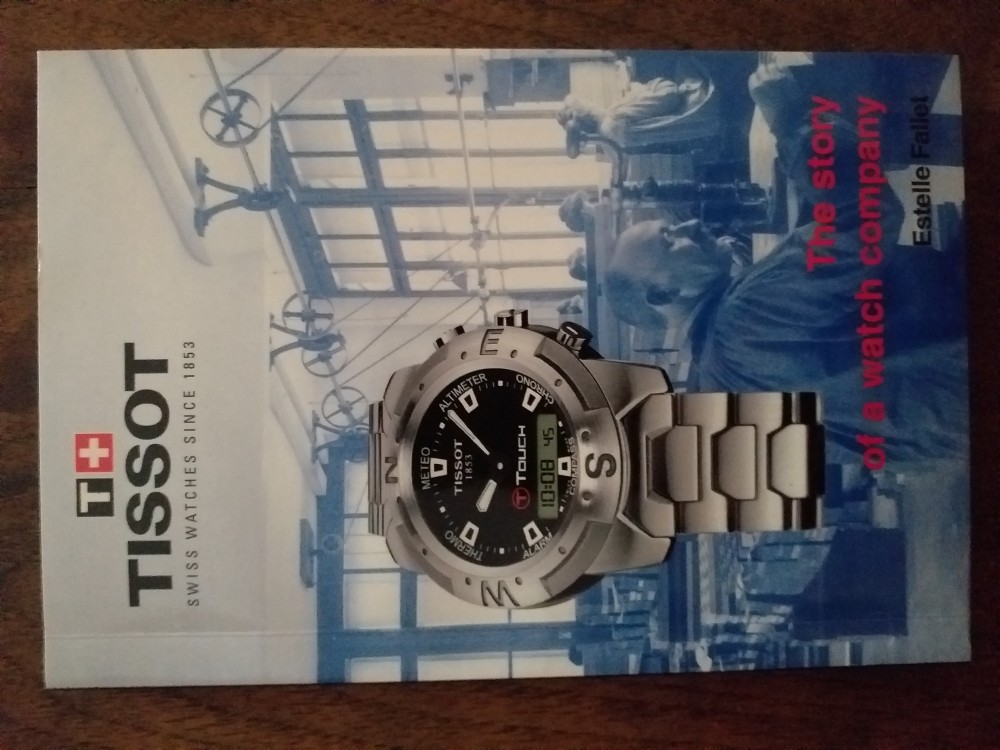 T+
TISSOT
SWISS WATCHES SINCE 1853
N
METEO
ALTIMETER
THERMO
TISSOT
1853
W
E
T TOUCH
10:08 45
ALARM
COMPASS
CHRONO
S
The story
of a watch company
Estelle Fallet